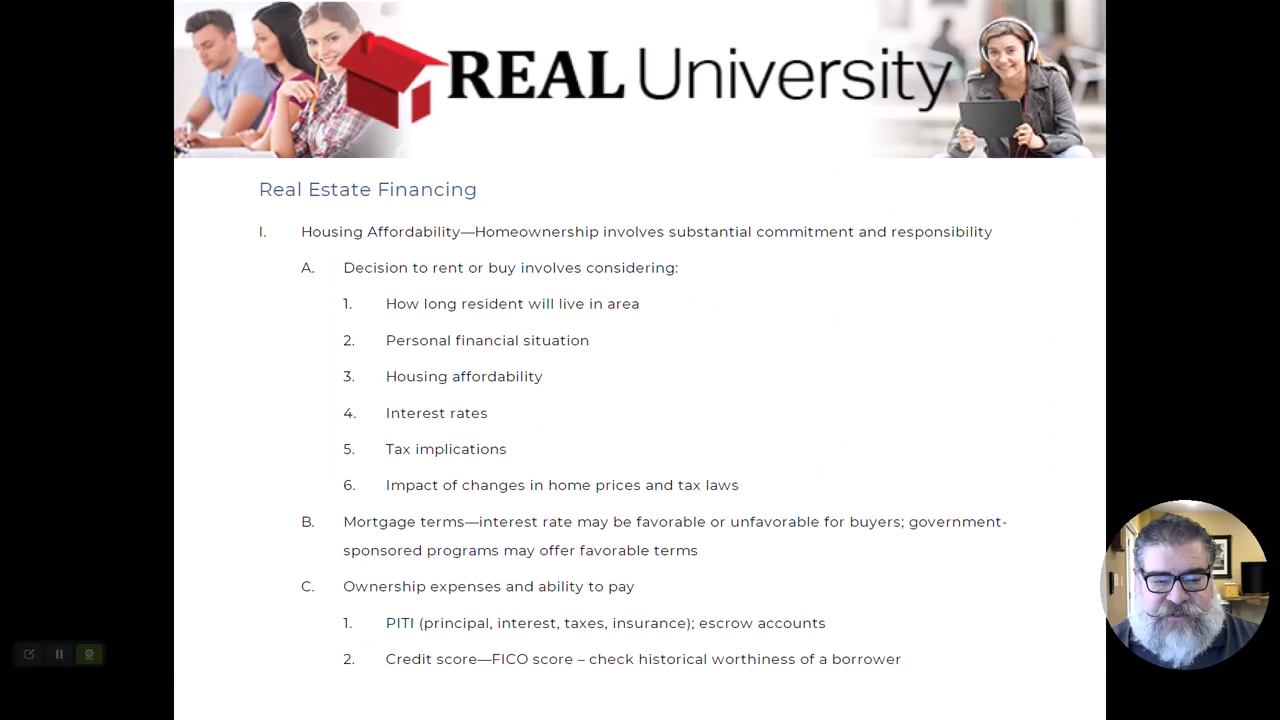 REAL University
Real Estate Financing
I. Housing Affordability—Homeownership involves substantial commitment and responsibility
A. Decision to rent or buy involves considering:
1. How long resident will live in area
2. Personal financial situation
3. Housing affordability
4. Interest rates
5. Tax implications
6. Impact of changes in home prices and tax laws
B. Mortgage terms—interest rate may be favorable or unfavorable for buyers; government-
sponsored programs may offer favorable terms
C. Ownership expenses and ability to pay
1. PITI (principal, interest, taxes, insurance); escrow accounts
2. Credit score—FICO score – check historical worthiness of a borrower